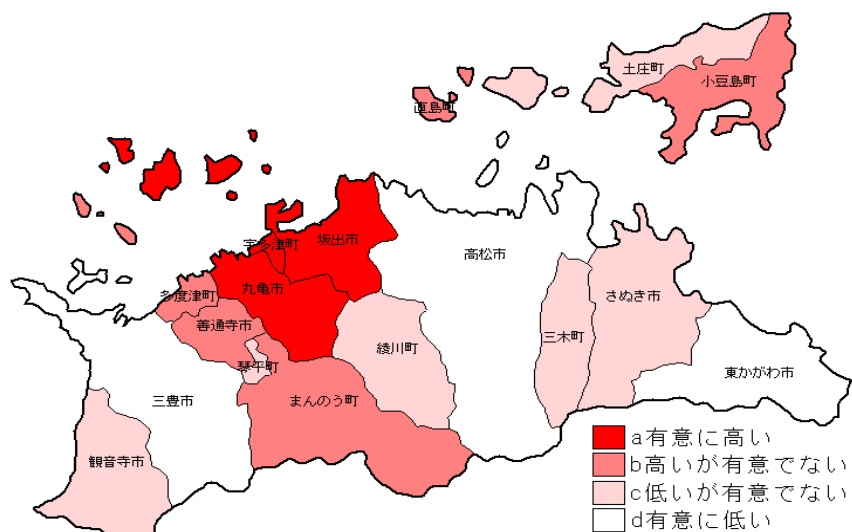 土庄町
小豆島町
直島町
宇多津町
坂出市
高松市
丸亀市
多度津町
さぬき市
善通寺市
三木町
綾川町
琴平町
東かがわ市
三豊市
まんのう町
観音寺市
a有意に高い
b高いが有意でない
c低いが有意でない
d有意に低い